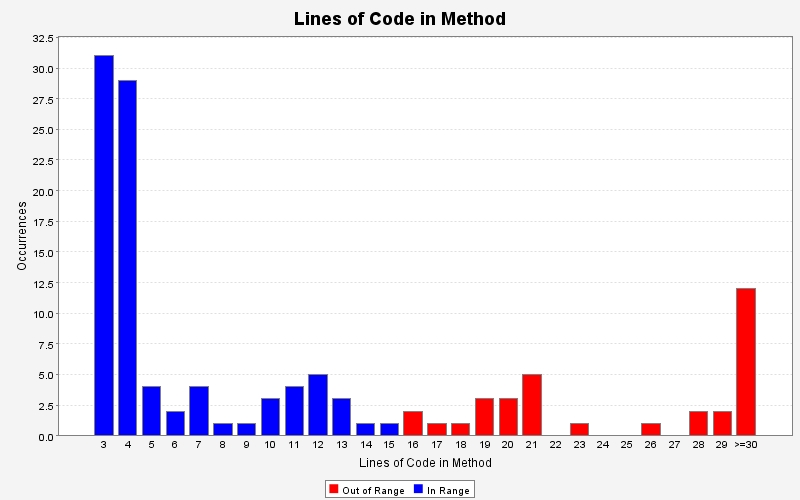 Lines of Code in Method
32.5
30.0
27.5
25.0
22.5
20.0
17.5
15.0
12.5
10.0
7.5
5.0
2.5
0.0
Occurrences
3 4 5 6 7 8 9 10 11 12 13 14 15 16 17 18 19 20 21 22 23 24 25 26 27 28 29 >=30
Lines of Code in Method
Out of Range In Range